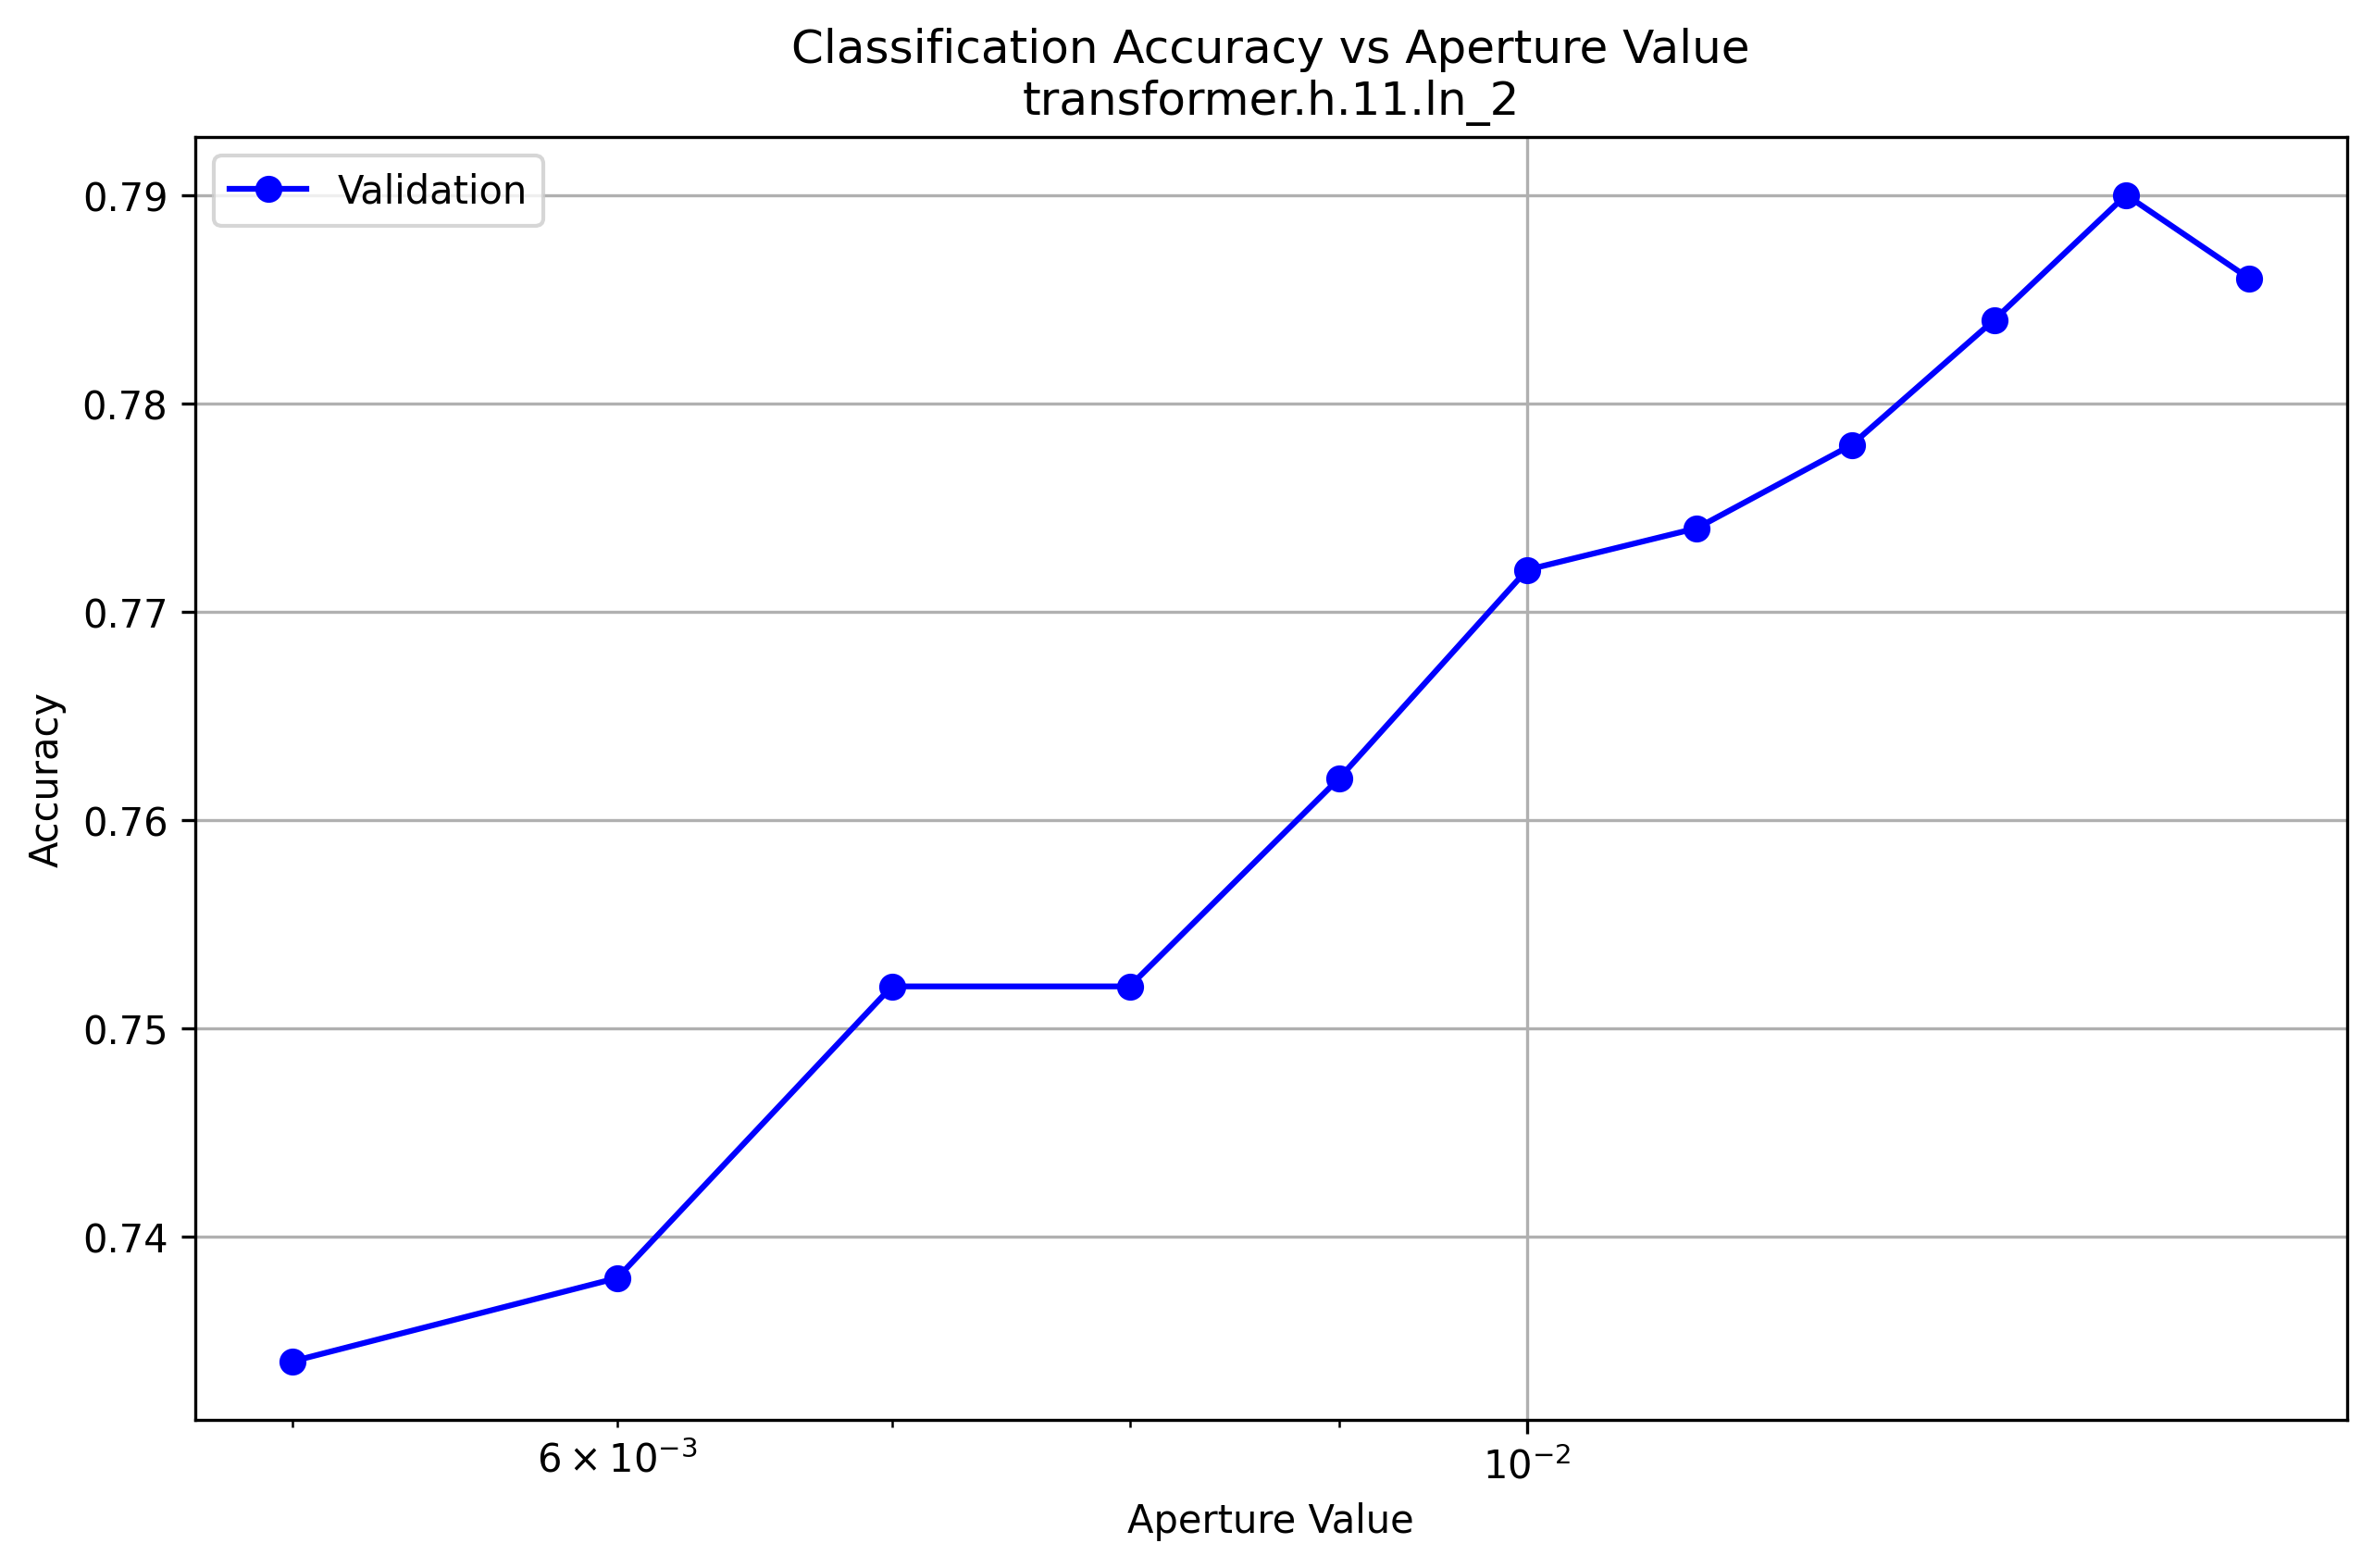 Classification Accuracy vs Aperture Value
transformer.h.11.ln_2
Validation
0.79
0.78
0.77
0.76
0.75
0.74
Accuracy
6 × 10⁻³
10⁻²
Aperture Value